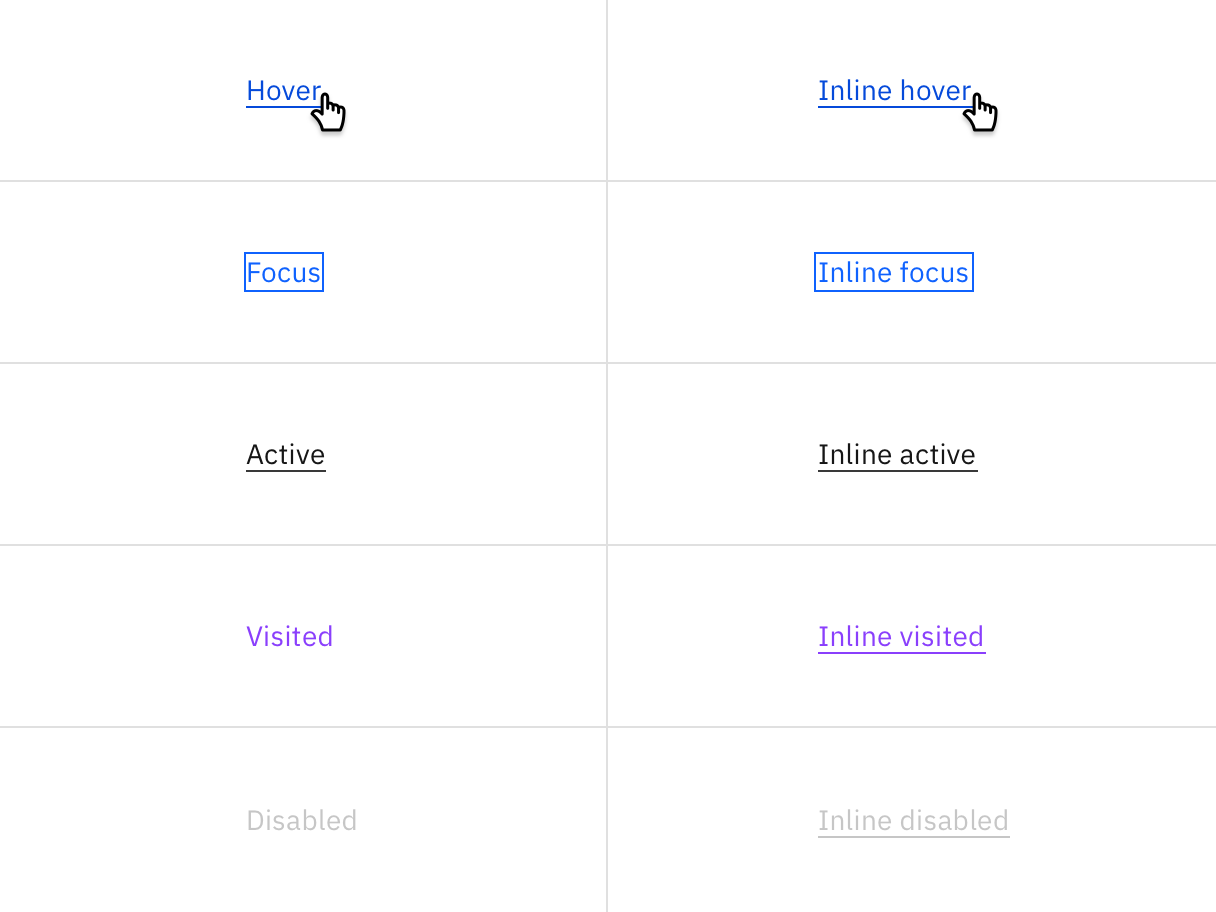 Hover
Inline hover
Focus
Inline focus
Active
Inline active
Visited
Inline visited
Disabled
Inline disabled